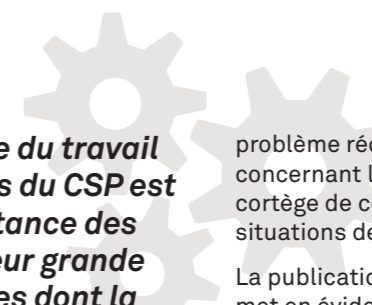 e du travail
s du CSP est
tance des
eur grande
es dont la
problème réc
concernant l
cortège de c
situations de
La publicatio
met en évide